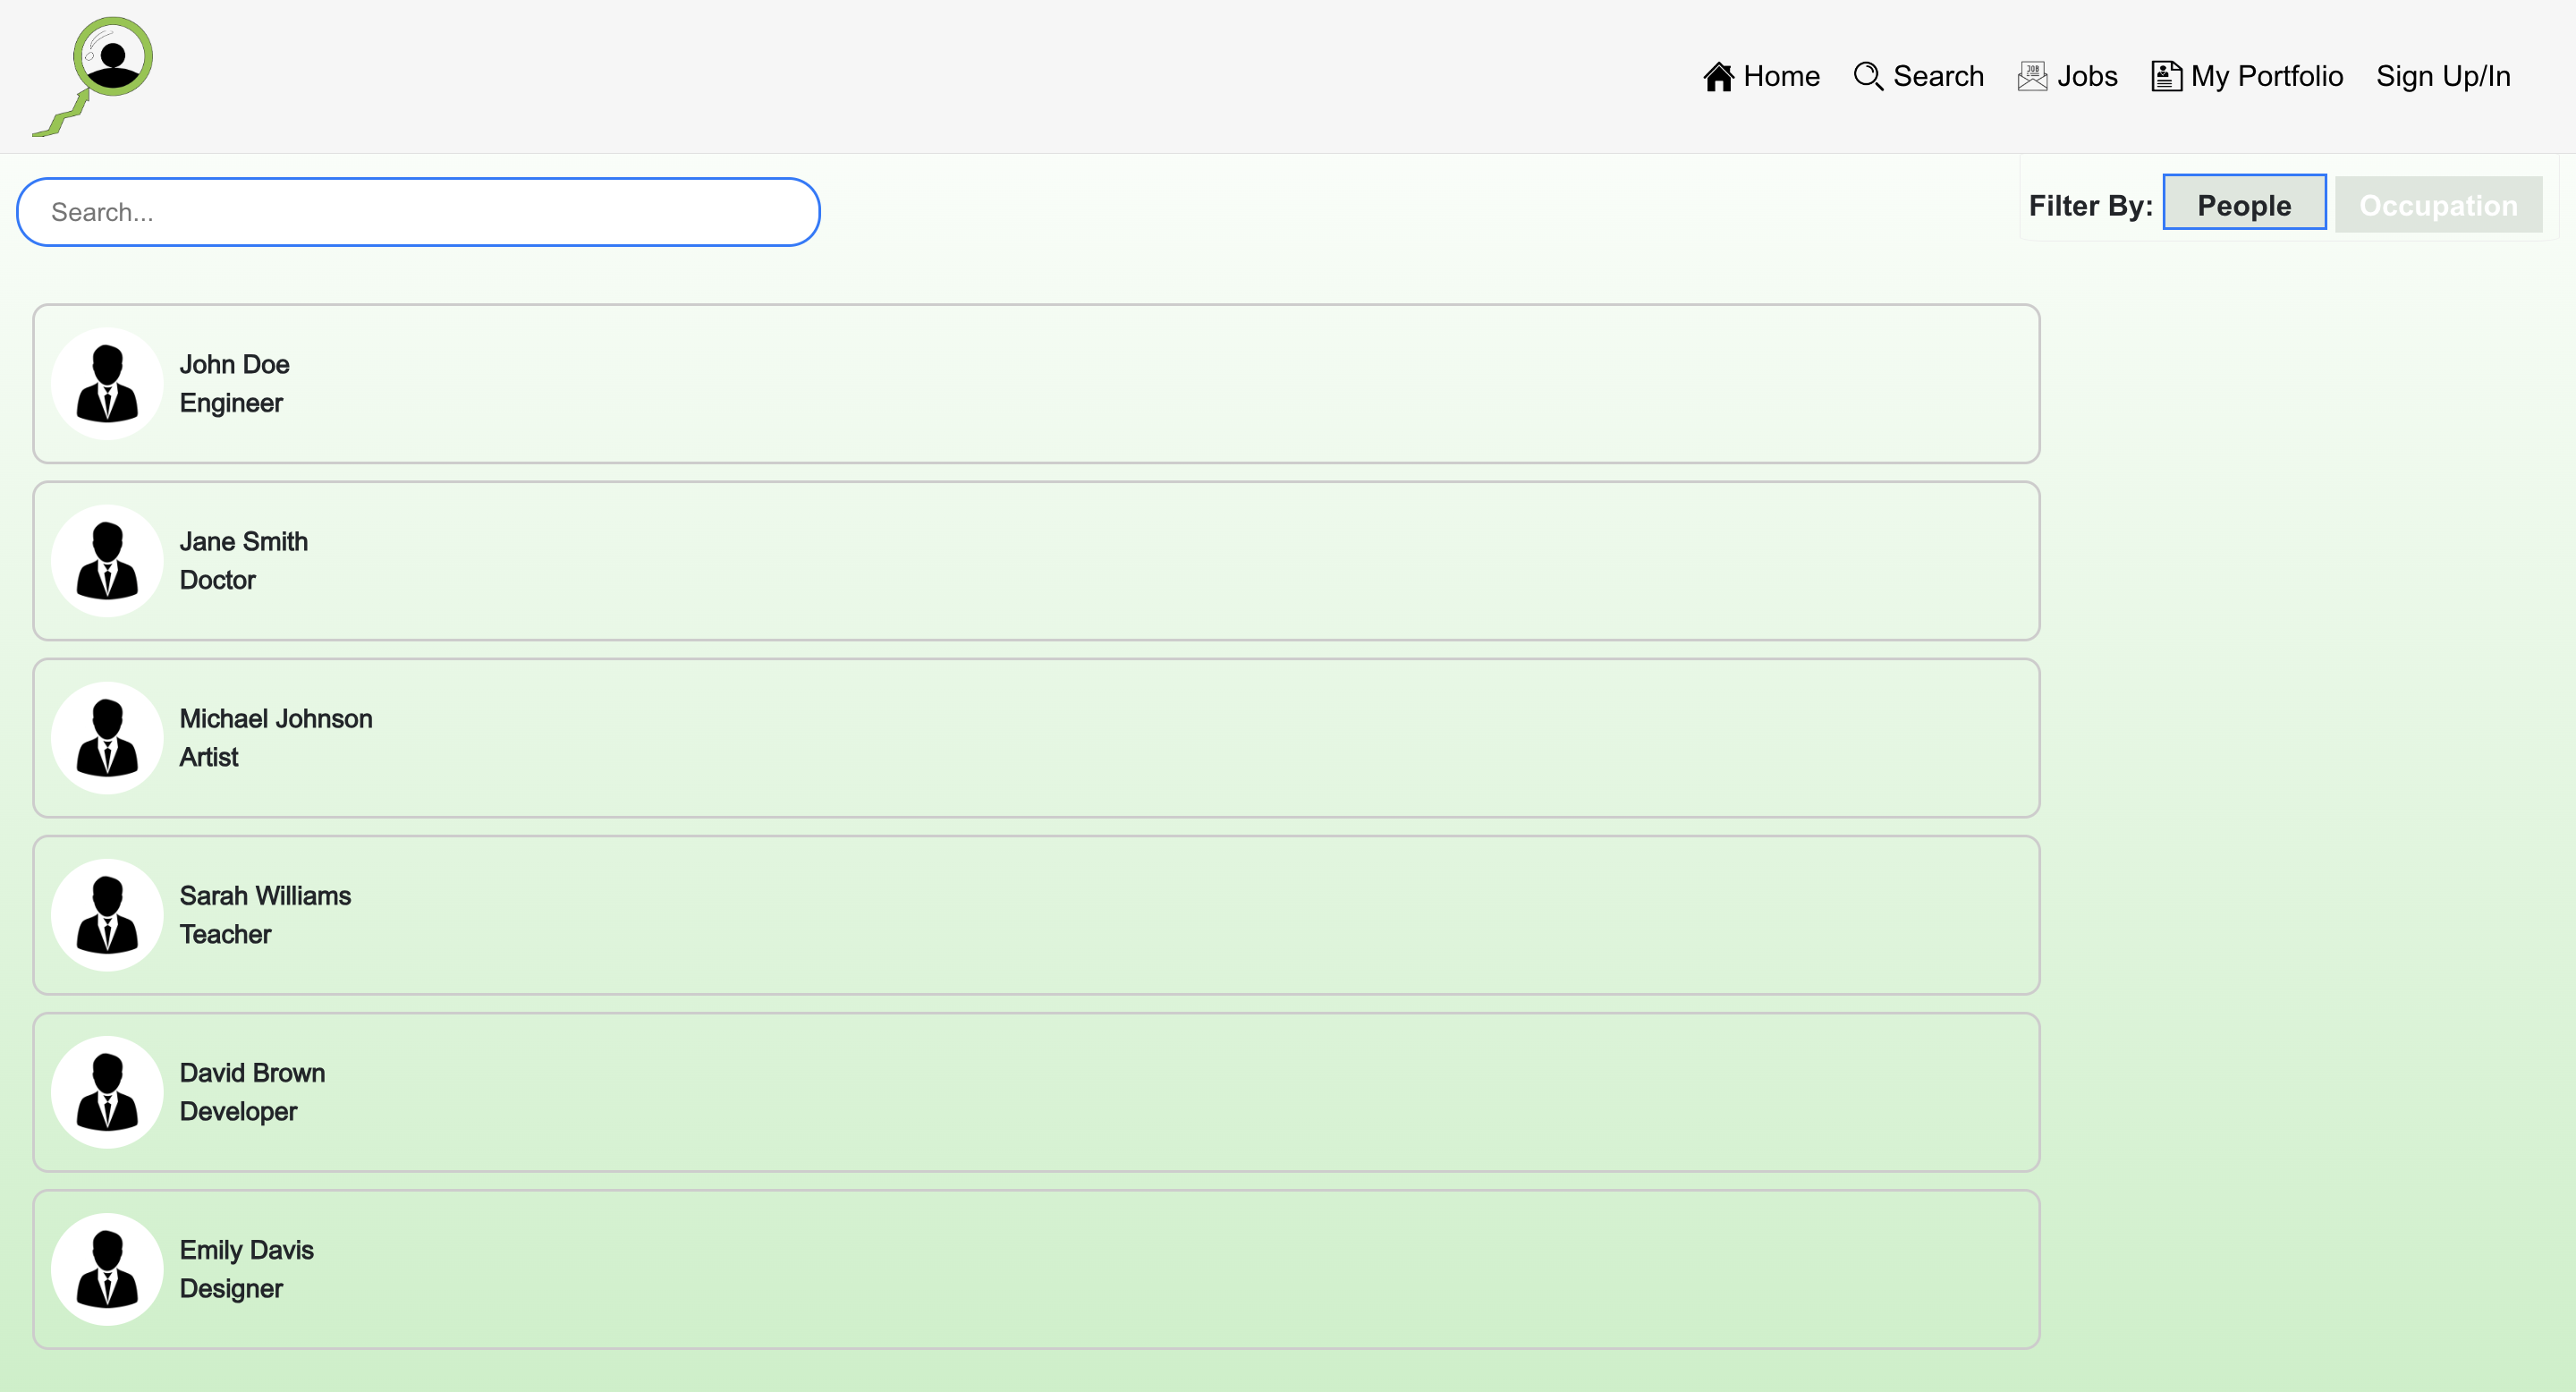 Home Search JOB Jobs My Portfolio Sign Up/In
Search...
Filter By: People Occupation
John Doe
Engineer
Jane Smith
Doctor
Michael Johnson
Artist
Sarah Williams
Teacher
David Brown
Developer
Emily Davis
Designer